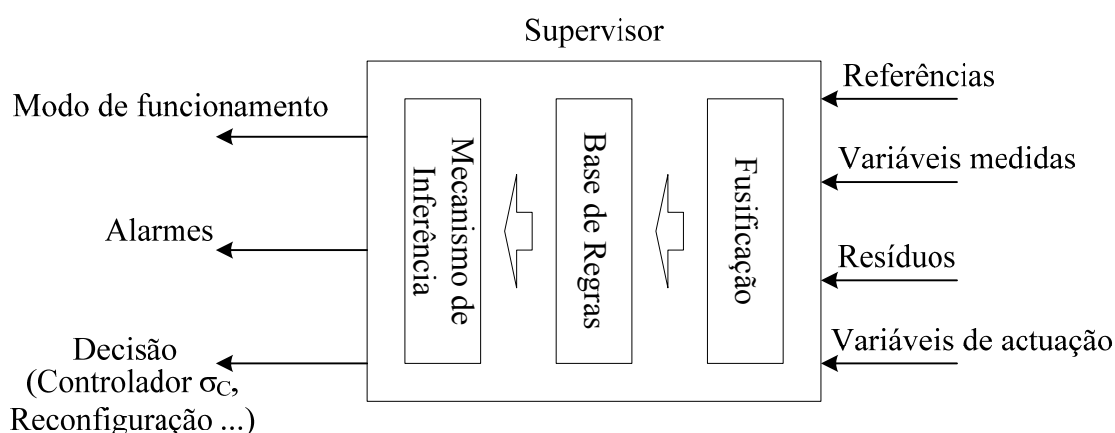 Supervisor
Modo de funcionamento
Alarmes
Decisão
(Controlador σC,
Reconfiguração ...)
Mecanismo de
Inferência
Base de Regras
Fusificação
Referências
Variáveis medidas
Resíduos
Variáveis de actuação